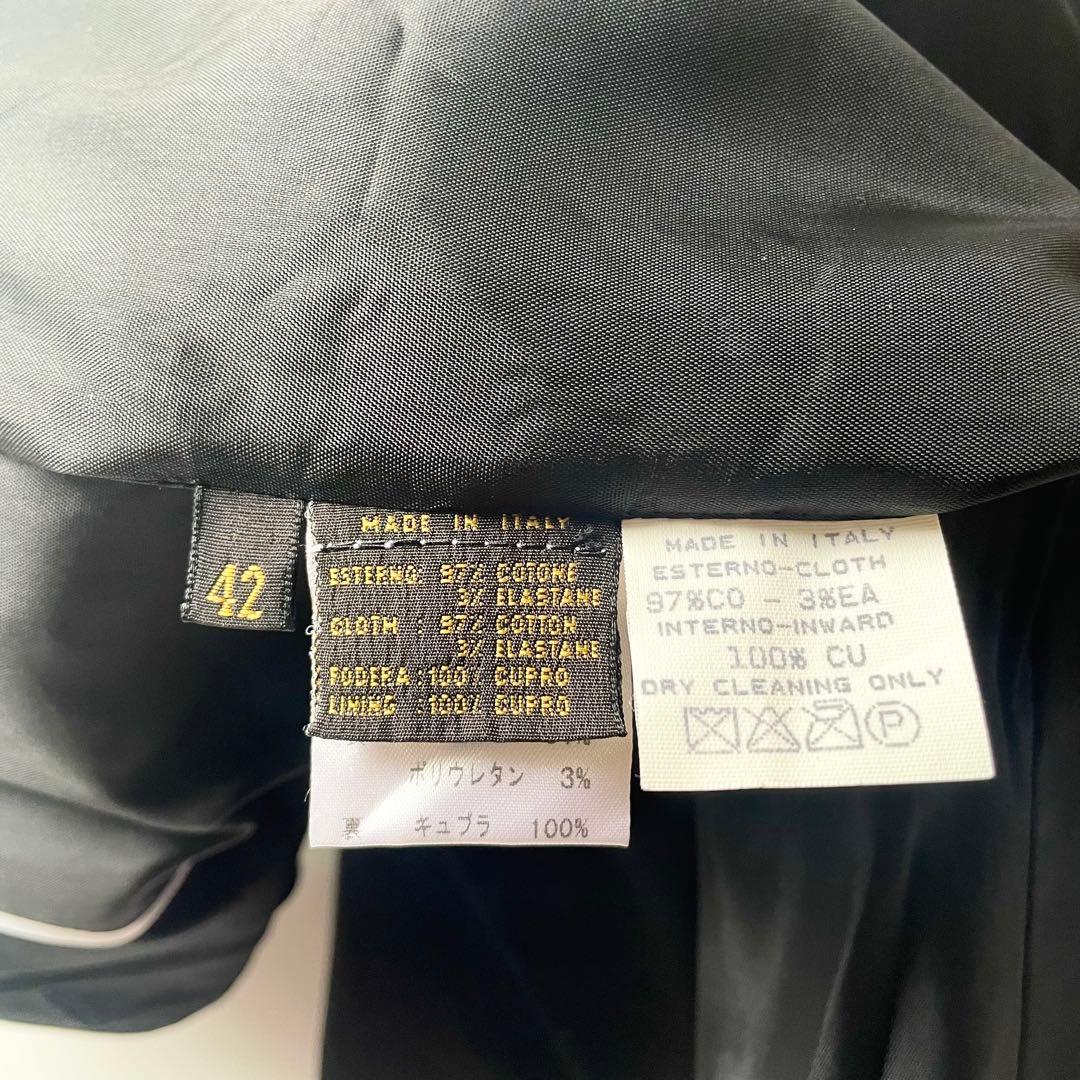 42
MADE IN ITALY
ESTERNO: 97% COTONE
3% ELASTANE
CLOTH : 97% COTTON
3% ELASTANE
FODERA :100% CUPRO
LINING :100% CUPRO
ポリウレタン 3%
裏 キュプラ 100%
MADE IN ITALY
ESTERNO-CLOTH
97%CO - 3%EA
INTERNO-INWARD
100% CU
DRY CLEANING ONLY
P